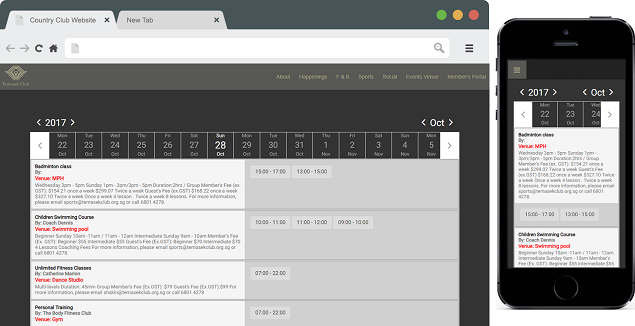 Country Club Website
New Tab
Temasek Club
About Happenings F & B Sports Social Events Venue Member's Portal
2017 Oct
Mon Tue Wed Thu Fri Sat Sun Mon Tue Wed Thu Fri Sat Sun Mon
22 23 24 25 26 27 28 29 30 31 1 2 3 4 5
Oct Oct Oct Oct Oct Oct Oct Oct Oct Oct Nov Nov Nov Nov Nov
Badminton class
By:
Venue: MPH
Wednesday 3pm - 5pm Sunday 1pm - 3pm/3pm - 5pm Duration 2hrs / Group Member's Fee (ex.
GST): $154.21 once a week $299.07 Twice a week Guest's Fee (ex.GST) $168.22 once a week
$327.10 Twice a week Once a week 4 lesson . Twice a week 8 lessons. For more information,
please email sports@temasekclub.org.sg or call 6801 4278.
15:00 - 17:00 13:00 - 15:00
Children Swimming Course
By: Coach Dennis
Venue: Swimming pool
Beginner Sunday 10am -11am / 11am - 12am Intermediate Sunday 9am - 10am Member's Fee
(Ex. GST): Beginner $55 Intermediate $55 Guest's Fee (Ex.GST): Beginner $70 Intermediate $70
4 Lessons Coaching Fees For more information, please email sports@temasekclub.org.sg or
call 6801 4278.
10:00 - 11:00 11:00 - 12:00 09:00 - 10:00
Unlimited Fitness Classes
By: Catherine Marion
Venue: Dance Studio
Multi-levels Duration: 45min Group Member's Fee (Ex.GST): $79 Guest's Fee (Ex.GST):$99 For
more information, please email shakin@temasekclub.org.sg or call 6801 4278.
07:00 - 22:00
Personal Training
By: The Body Fitness Club
Venue: Gym
07:00 - 22:00
2017 Oct
Mon Tue Wed
22 23 24
Oct Oct Oct
Badminton class
By:
Venue: MPH
Wednesday 3pm - 5pm Sunday 1pm - 3pm/3pm
- 5pm Duration 2hrs / Group Member's Fee (ex.
GST): $154.21 once a week $299.07 Twice a
week Guest's Fee (ex.GST) $168.22 once a
week $327.10 Twice a week Once a week 4
lesson . Twice a week 8 lessons. For more
information, please email
sports@temasekclub.org.sg or call 6801 4278.
15:00 - 17:00 13:00 - 15:00
Children Swimming Course
By: Coach Dennis
Venue: Swimming pool
Beginner Sunday 10am -11am / 11am - 12am
Intermediate Sunday 9am - 10am Member's Fee
(Ex. GST): Beginner $55 Intermediate $55